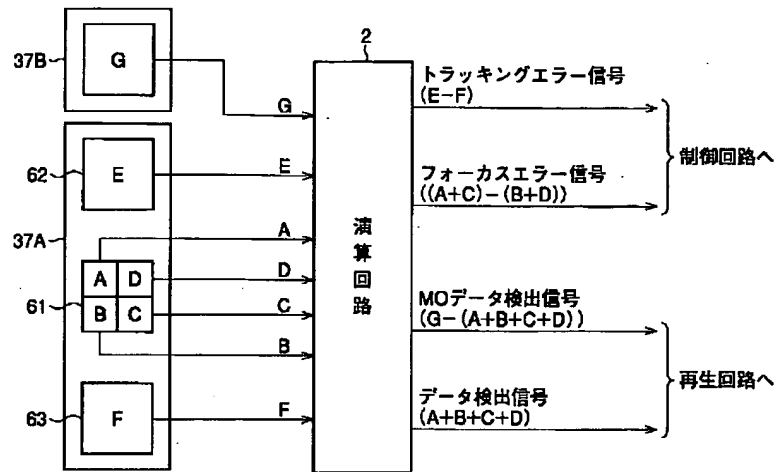 2
37B
G
G
トラッキングエラー信号
(E−F)
制御回路へ
62
E
E
フォーカスエラー信号
((A+C)−(B+D))
37A
A
演算回路
61
A D
B C
D
C
B
MOデータ検出信号
(G−(A+B+C+D))
再生回路へ
63
F
F
データ検出信号
(A+B+C+D)